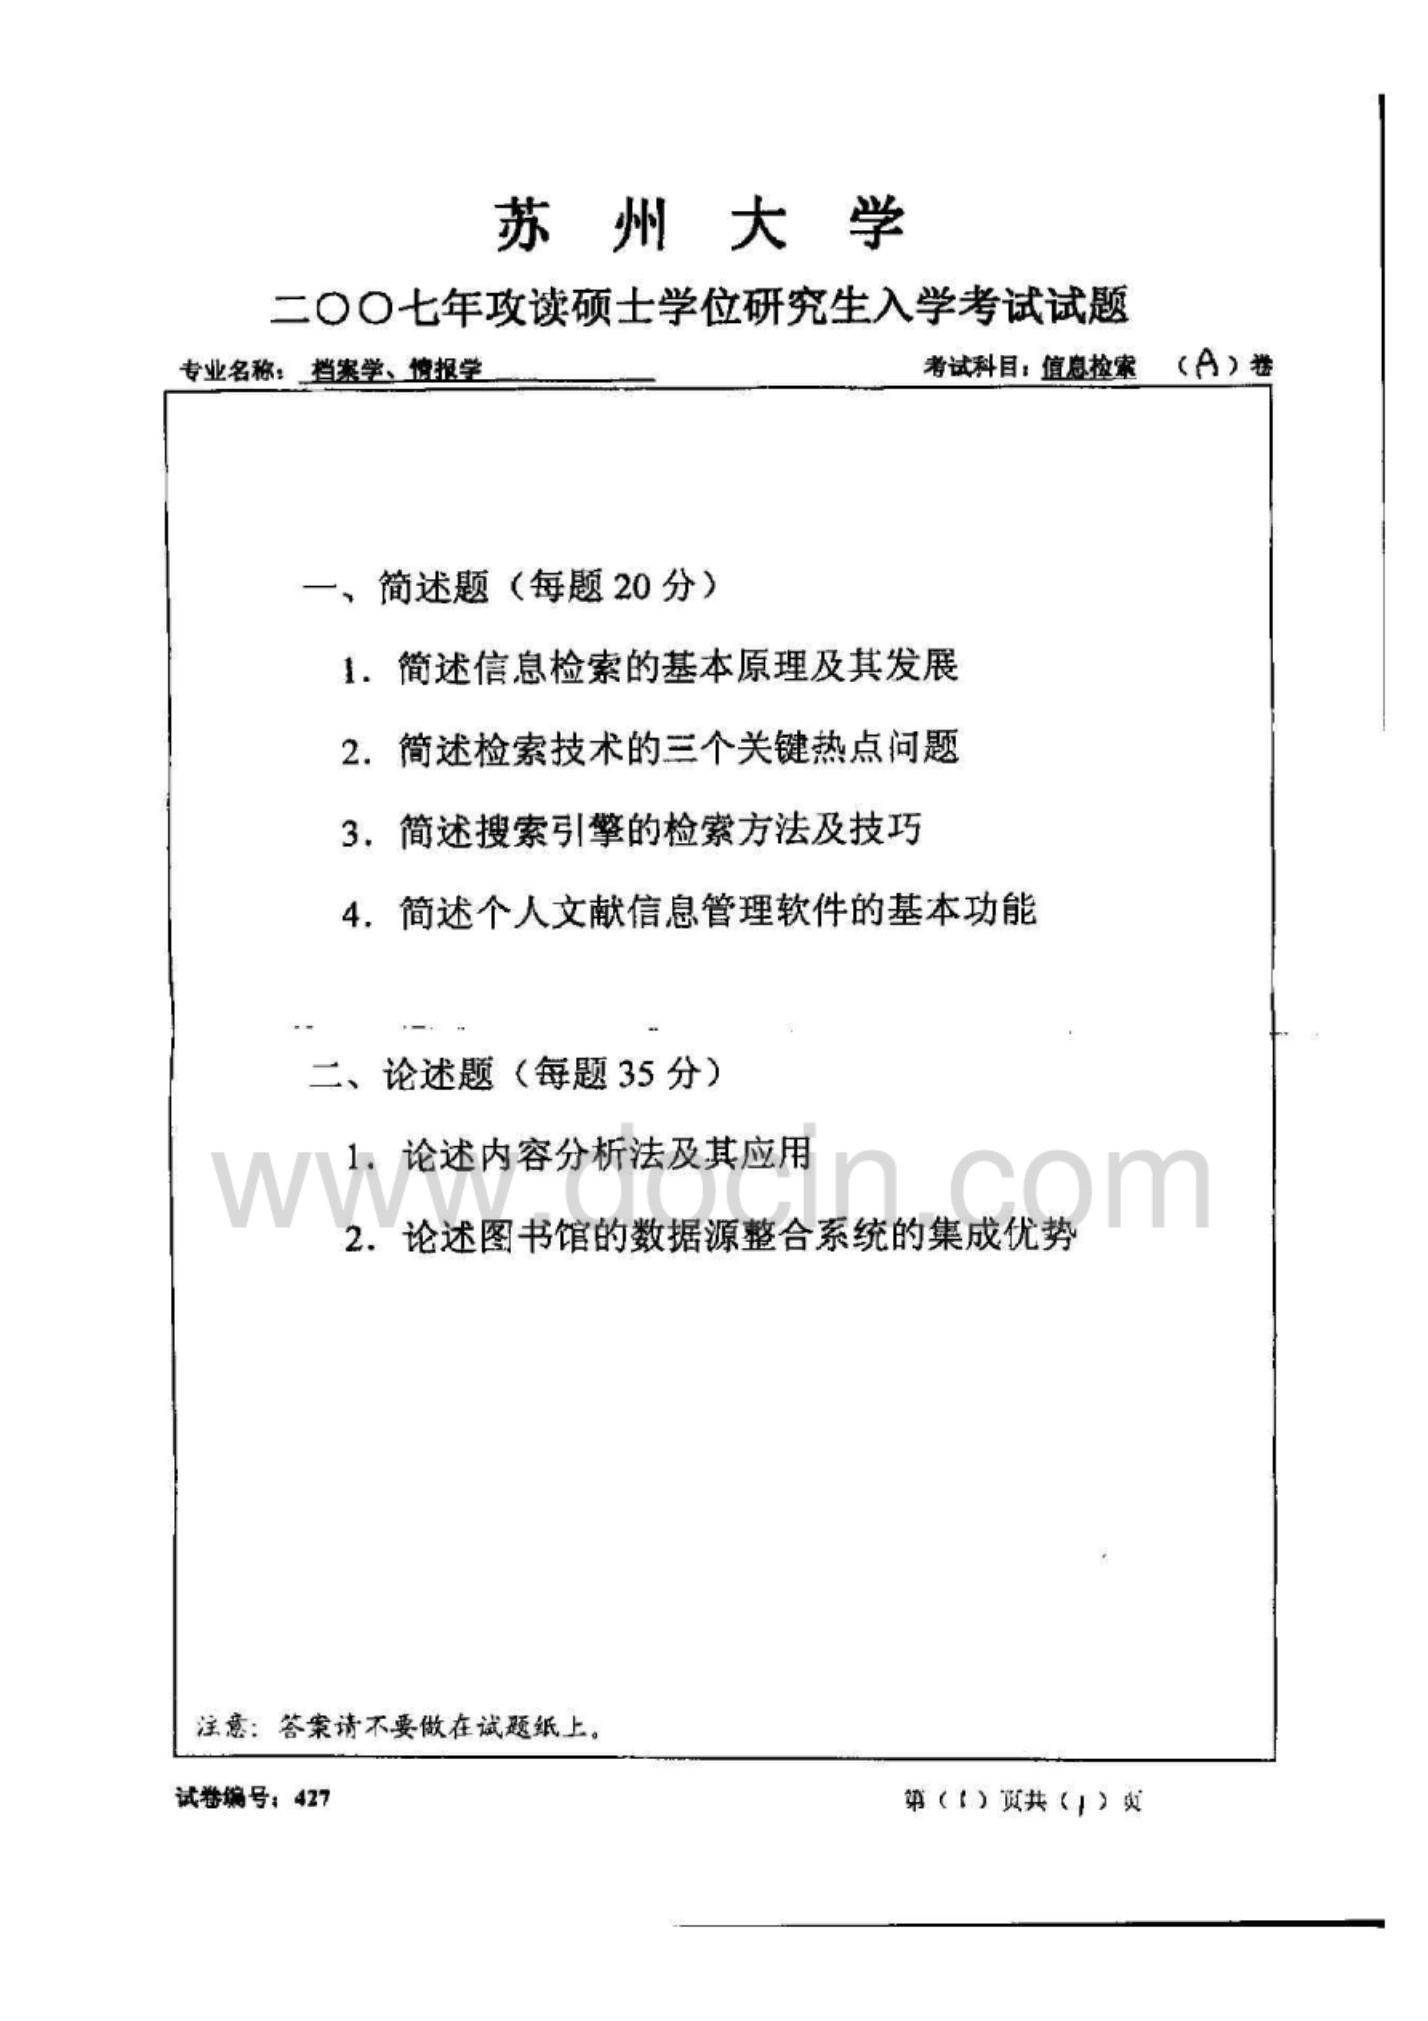 苏州大学
二〇〇七年攻读硕士学位研究生入学考试试题
专业名称：档案学、情报学 考试科目：信息检索 （A）卷
一、简述题（每题20分）
1. 简述信息检索的基本原理及其发展
2. 简述检索技术的三个关键热点问题
3. 简述搜索引擎的检索方法及技巧
4. 简述个人文献信息管理软件的基本功能
二、论述题（每题35分）
1. 论述内容分析法及其应用
www.docin.com
2. 论述图书馆的数据源整合系统的集成优势
注意：答案请不要做在试题纸上。
试卷编号：427 第（1）页共（1）页